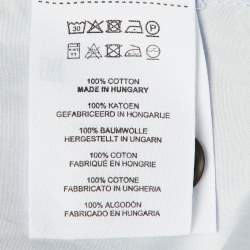 30
P
100% COTTON
MADE IN HUNGARY
100% KATOEN
GEFABRICEERD IN HONGARIJE
100% BAUMWOLLE
HERGESTELLT IN UNGARN
100% COTON
FABRIQUÉ EN HONGRIE
100% COTONE
FABBRICATO IN UNGHERIA
100% ALGODÓN
FABRICADO EN HUNGARIA